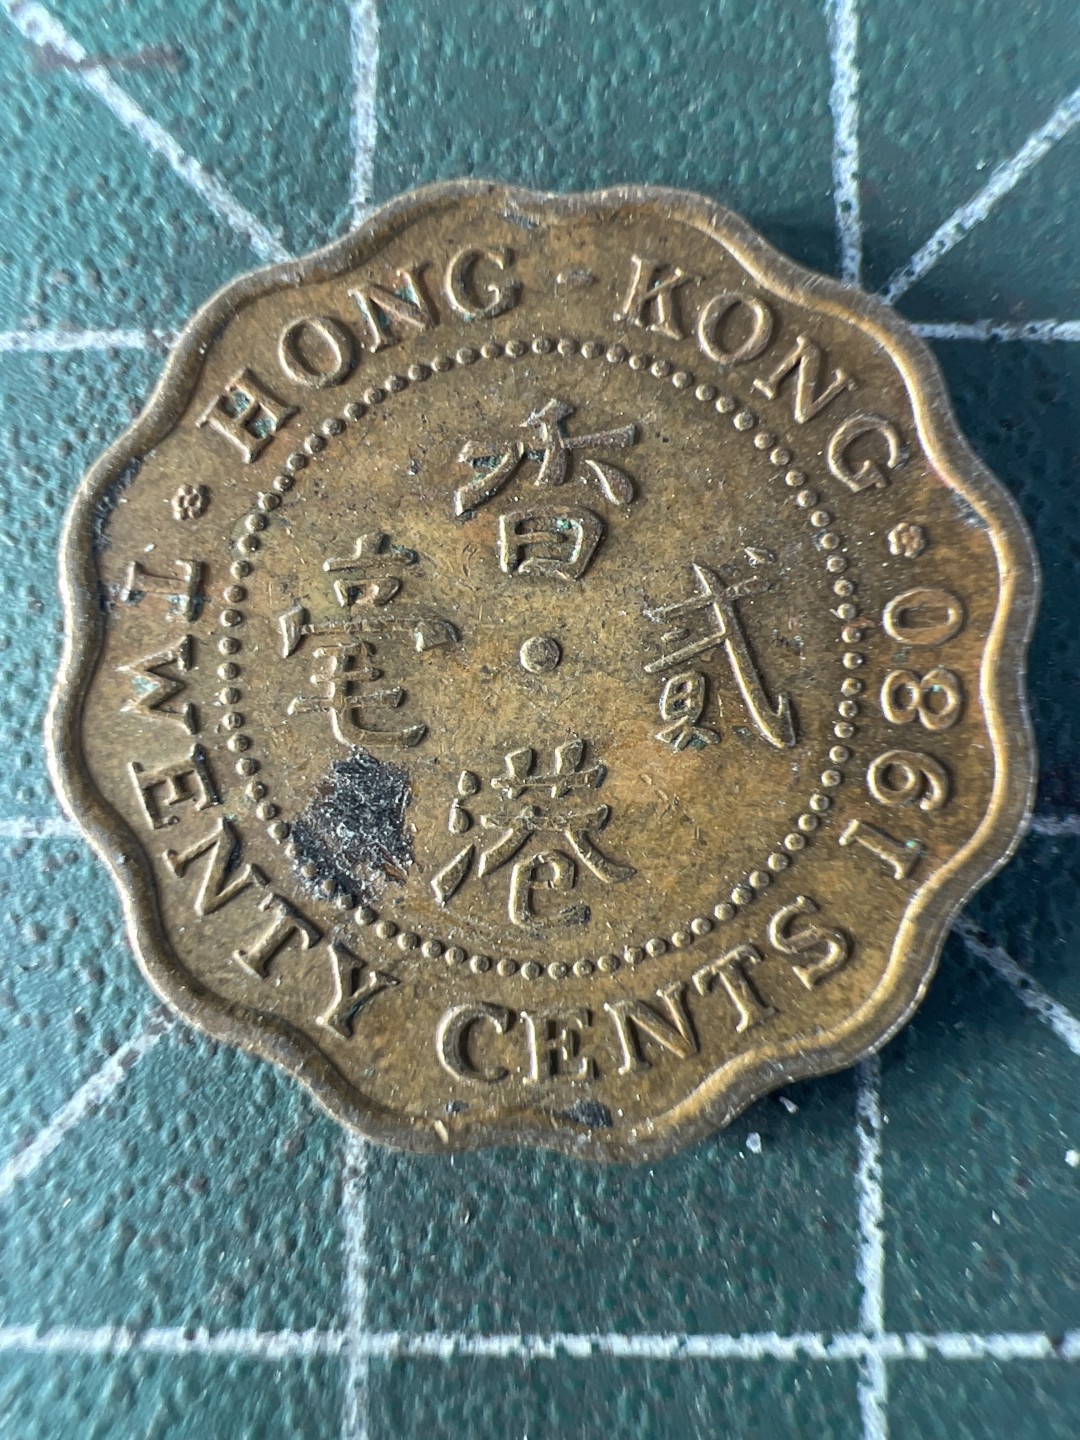 HONG · KONG
香
港
貳
毫
TWENTY CENTS
1980